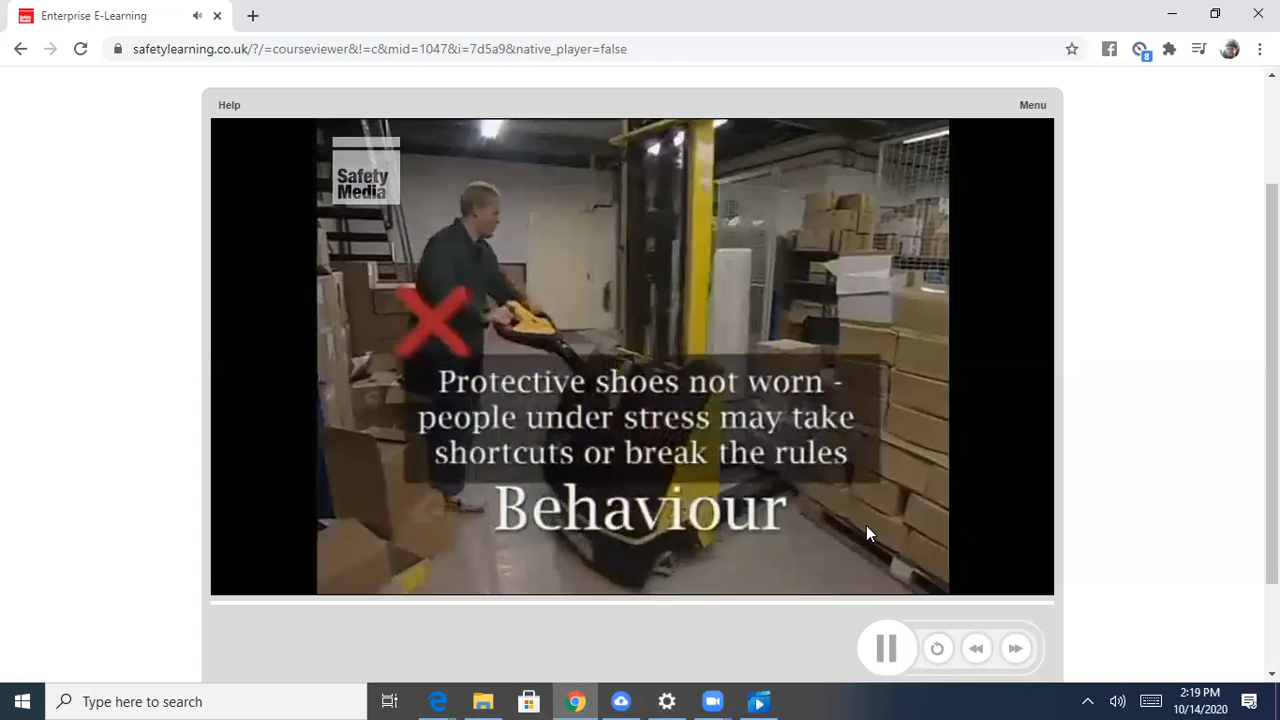 Enterprise E-Learning
safetylearning.co.uk/?/=courseviewer&!=c&mid=1047&i=7d5a9&native_player=false
8
Help
Menu
Safety
Media
Protective shoes not worn -
people under stress may take
shortcuts or break the rules
Behaviour
Type here to search
2:19 PM
10/14/2020